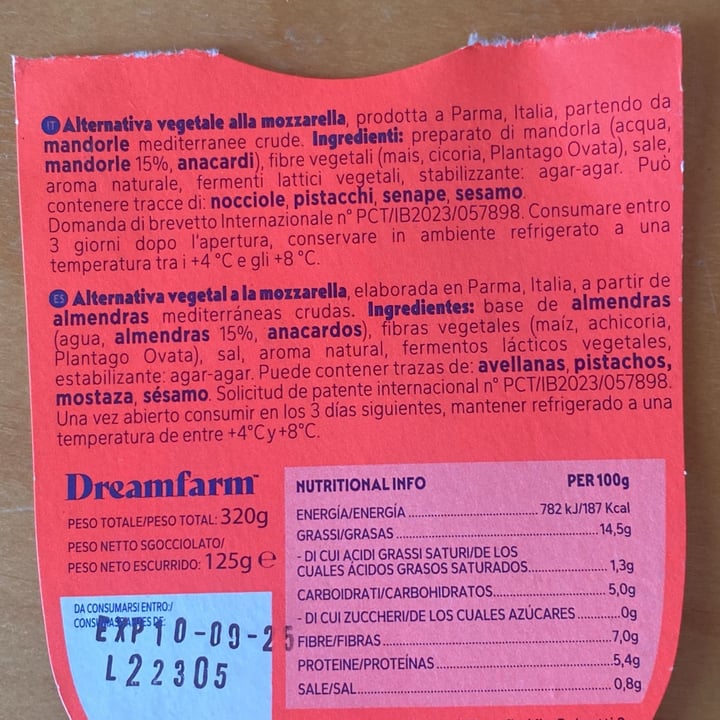 IT Alternativa vegetale alla mozzarella, prodotta a Parma, Italia, partendo da
mandorle mediterranee crude. Ingredienti: preparato di mandorla (acqua,
mandorle 15%, anacardi), fibre vegetali (mais, cicoria, Plantago Ovata), sale,
aroma naturale, fermenti lattici vegetali, stabilizzante: agar-agar. Può
contenere tracce di: nocciole, pistacchi, senape, sesamo.
Domanda di brevetto Internazionale n° PCT/IB2023/057898. Consumare entro
3 giorni dopo l'apertura, conservare in ambiente refrigerato a una
temperatura tra i +4 °C e gli +8 °C.
ES Alternativa vegetal a la mozzarella, elaborada en Parma, Italia, a partir de
almendras mediterráneas crudas. Ingredientes: base de almendras
(agua, almendras 15%, anacardos), fibras vegetales (maíz, achicoria,
Plantago Ovata), sal, aroma natural, fermentos lácticos vegetales,
estabilizante: agar-agar. Puede contener trazas de: avellanas, pistachos,
mostaza, sésamo. Solicitud de patente internacional n° PCT/IB2023/057898.
Una vez abierto consumir en los 3 días siguientes, mantener refrigerado a una
temperatura de entre +4°C y +8°C.
Dreamfarm™
PESO TOTALE/PESO TOTAL: 320g
PESO NETTO SGOCCIOLATO/
PESO NETO ESCURRIDO: 125g ℮
DA CONSUMARSI ENTRO:/
EXP 10-09-25
L22305
NUTRITIONAL INFO PER 100g
ENERGÍA/ENERGÍA 782 kJ/187 Kcal
GRASSI/GRASAS 14,5g
- DI CUI ACIDI GRASSI SATURI/DE LOS
CUALES ÁCIDOS GRASOS SATURADOS 1,3g
CARBOIDRATI/CARBOHIDRATOS 5,0g
- DI CUI ZUCCHERI/DE LOS CUALES AZÚCARES 0g
FIBRE/FIBRAS 7,0g
PROTEINE/PROTEÍNAS 5,4g
SALE/SAL 0,8g